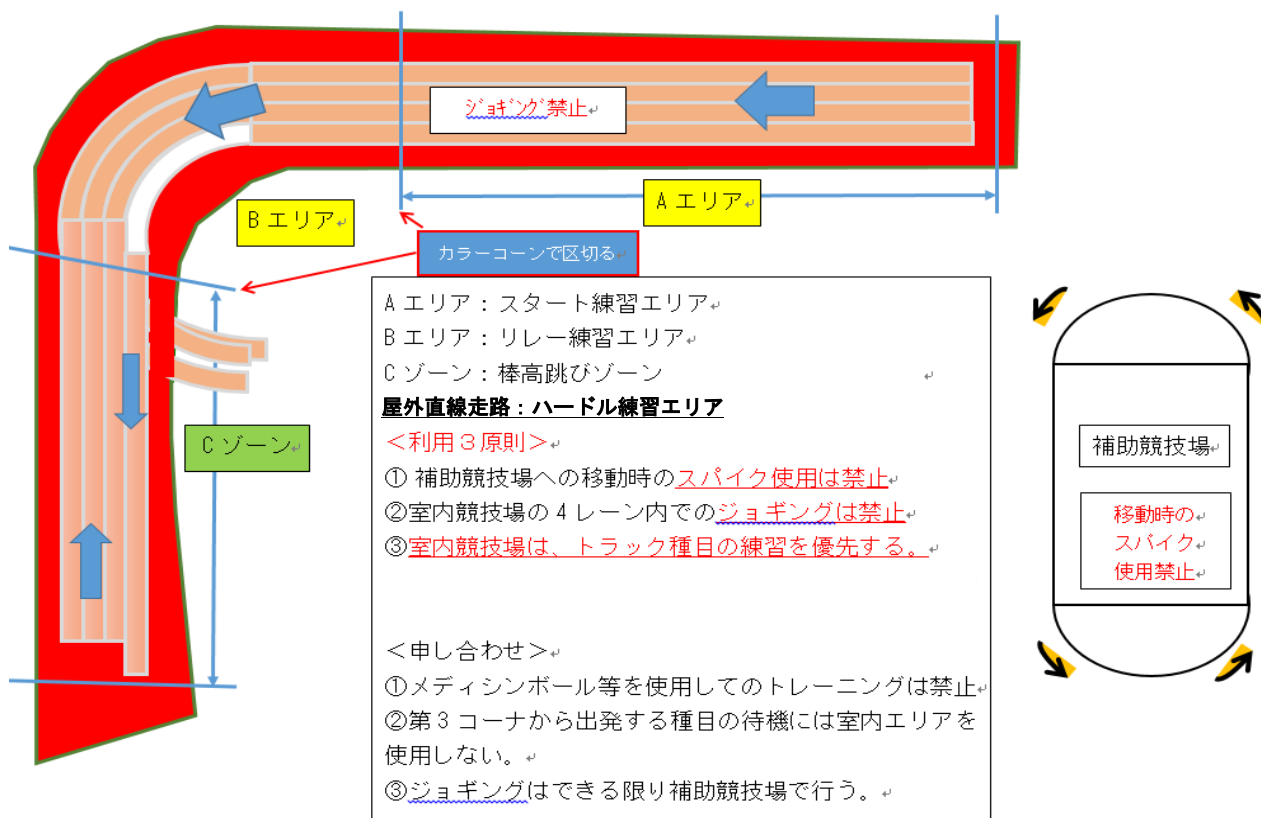 ｼﾞｮｷﾞﾝｸﾞ禁止
Aエリア
Bエリア
カラーコーンで区切る
Cゾーン
Aエリア：スタート練習エリア
Bエリア：リレー練習エリア
Cゾーン：棒高跳びゾーン
屋外直線走路：ハードル練習エリア
＜利用３原則＞
① 補助競技場への移動時のスパイク使用は禁止
②室内競技場の4レーン内でのジョギングは禁止
③室内競技場は、トラック種目の練習を優先する。
＜申し合わせ＞
①メディシンボール等を使用してのトレーニングは禁止
②第3コーナから出発する種目の待機には室内エリアを
使用しない。
③ジョギングはできる限り補助競技場で行う。
補助競技場
移動時の
スパイク
使用禁止